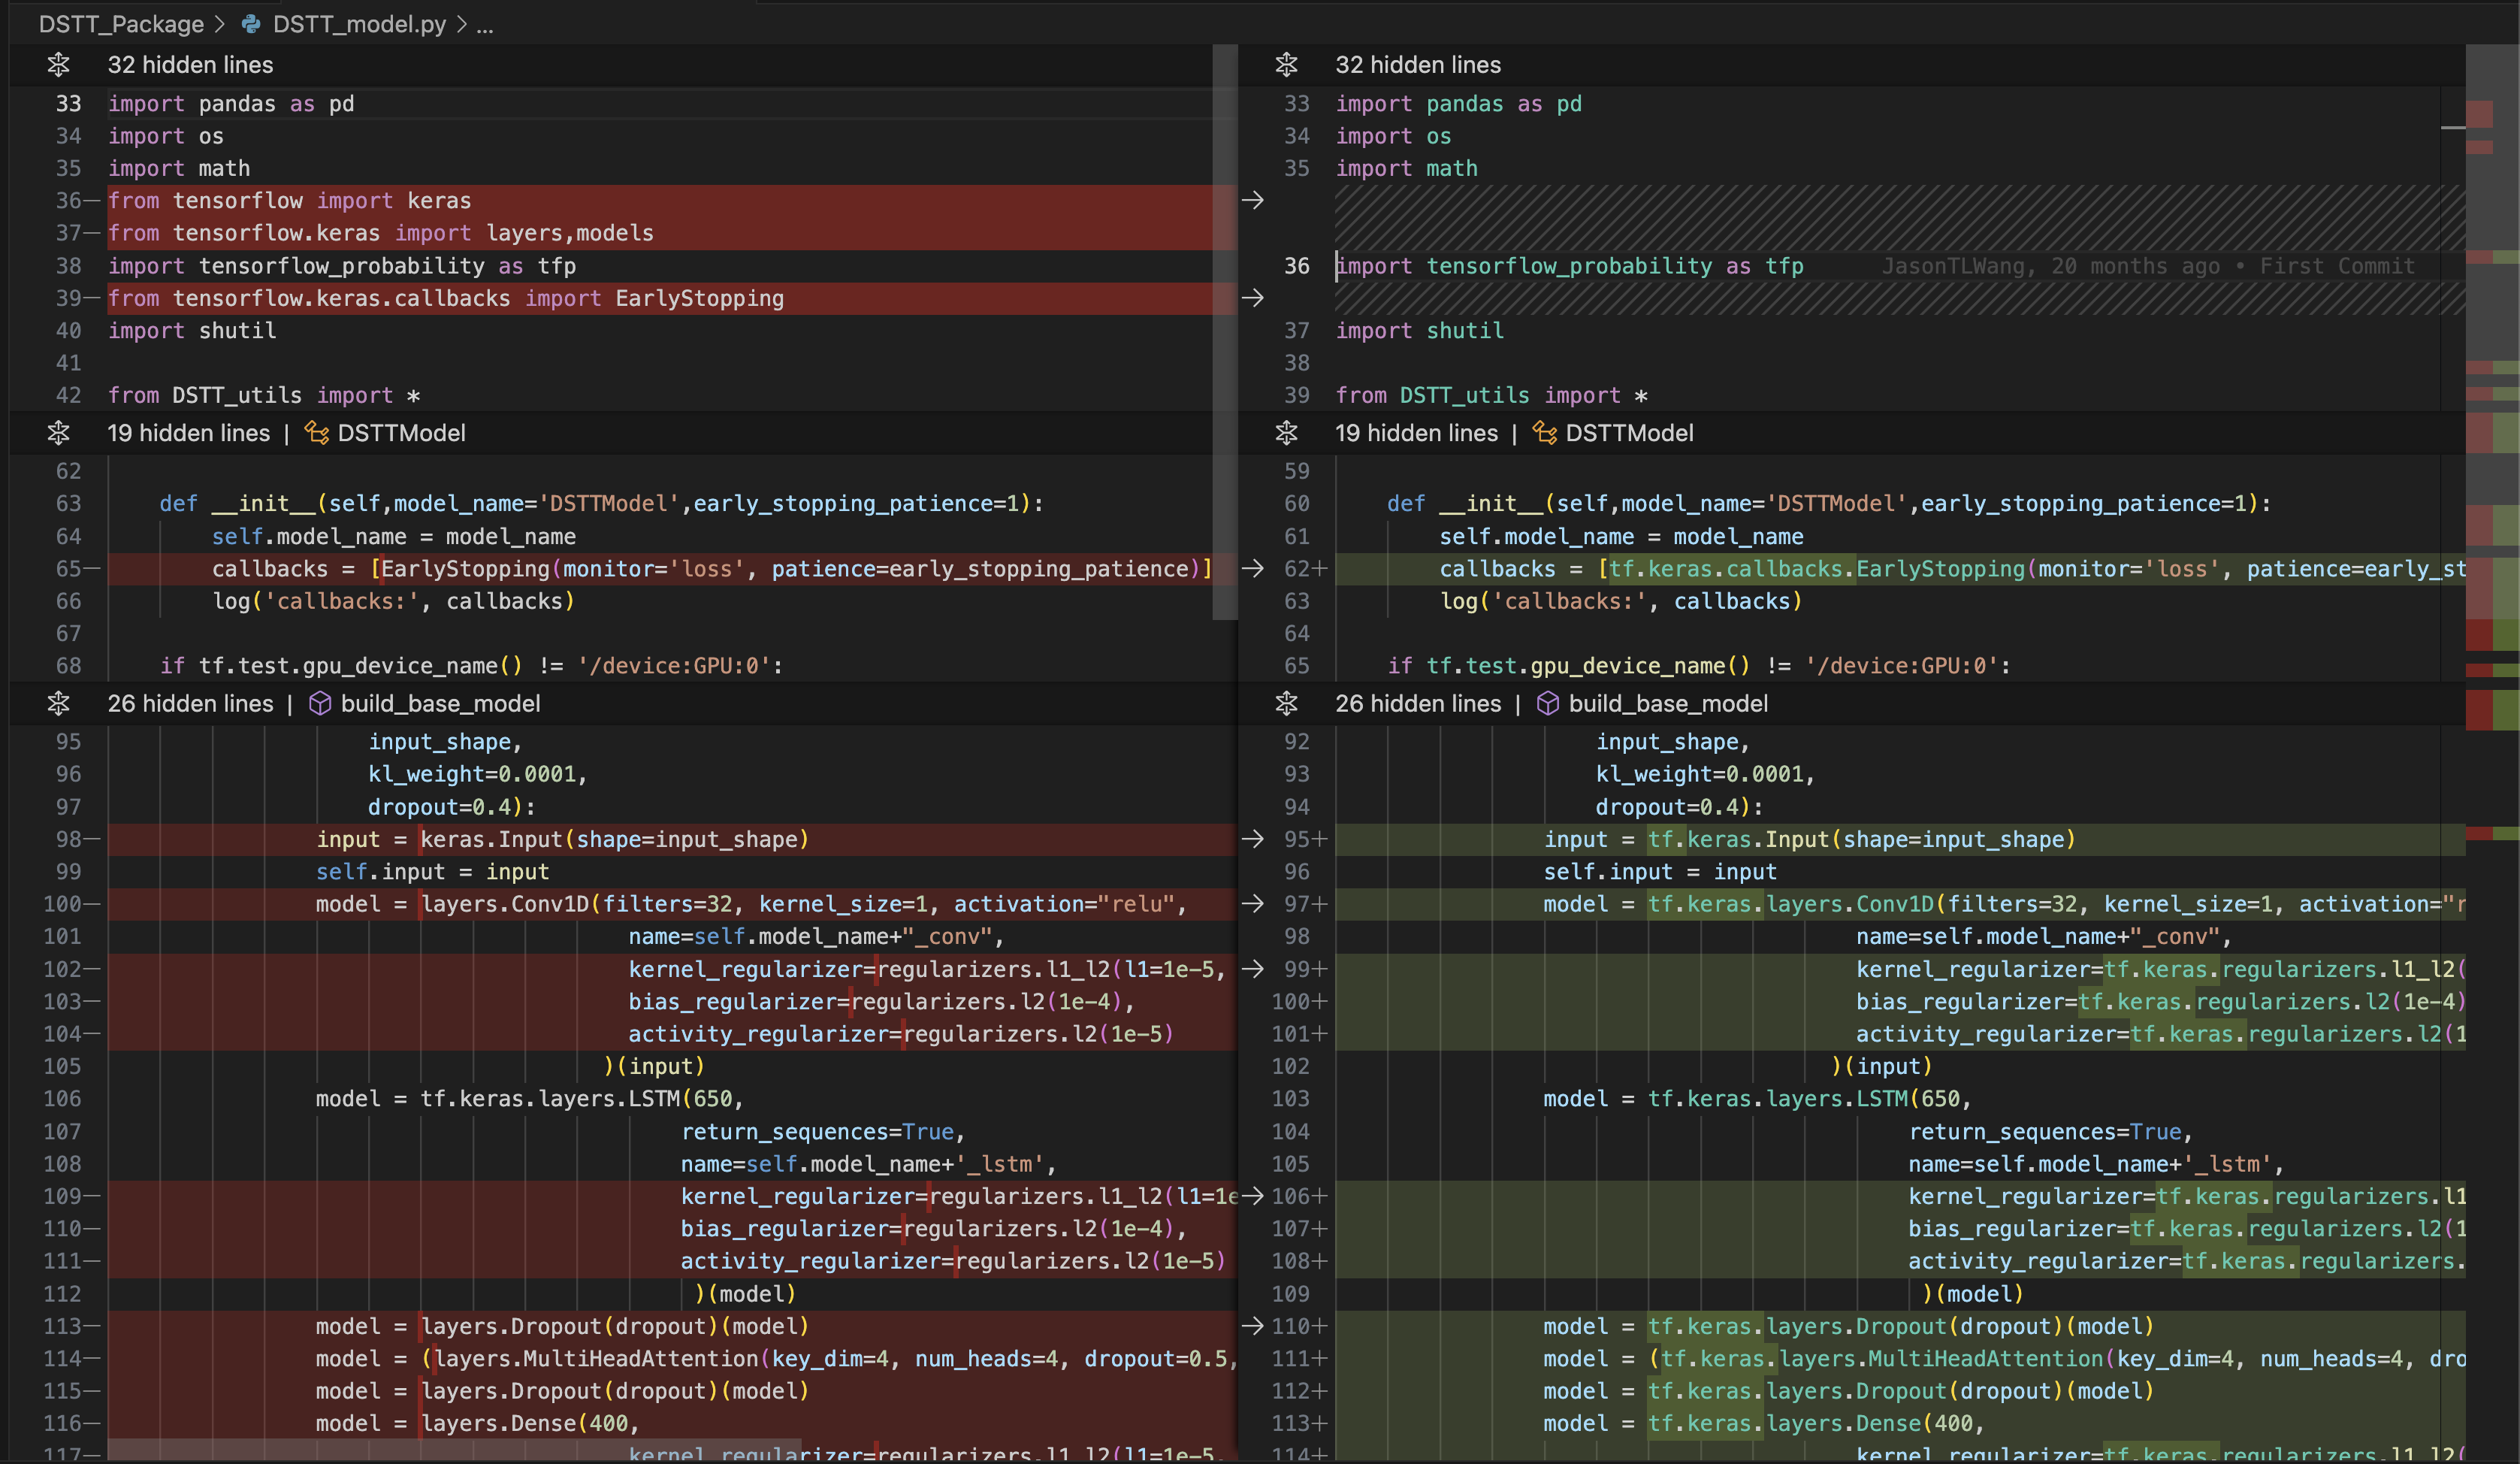 DSTT_Package > DSTT_model.py > ...
32 hidden lines
33 import pandas as pd
34 import os
35 import math
36— from tensorflow import keras
37— from tensorflow.keras import layers,models
38 import tensorflow_probability as tfp
39— from tensorflow.keras.callbacks import EarlyStopping
40 import shutil
41
42 from DSTT_utils import *
19 hidden lines | DSTTModel
62
63 def __init__(self,model_name='DSTTModel',early_stopping_patience=1):
64 self.model_name = model_name
65— callbacks = [EarlyStopping(monitor='loss', patience=early_stopping_patience)]
66 log('callbacks:', callbacks)
67
68 if tf.test.gpu_device_name() != '/device:GPU:0':
26 hidden lines | build_base_model
95 input_shape,
96 kl_weight=0.0001,
97 dropout=0.4):
98— input = keras.Input(shape=input_shape)
99 self.input = input
100— model = layers.Conv1D(filters=32, kernel_size=1, activation="relu",
101 name=self.model_name+"_conv",
102— kernel_regularizer=regularizers.l1_l2(l1=1e-5,
103— bias_regularizer=regularizers.l2(1e-4),
104— activity_regularizer=regularizers.l2(1e-5)
105 )(input)
106 model = tf.keras.layers.LSTM(650,
107 return_sequences=True,
108 name=self.model_name+'_lstm',
109— kernel_regularizer=regularizers.l1_l2(l1=1e
110— bias_regularizer=regularizers.l2(1e-4),
111— activity_regularizer=regularizers.l2(1e-5)
112 )(model)
113— model = layers.Dropout(dropout)(model)
114— model = (layers.MultiHeadAttention(key_dim=4, num_heads=4, dropout=0.5,
115— model = layers.Dropout(dropout)(model)
116— model = layers.Dense(400,
117— kernel_regularizer=regularizers.l1_l2(l1=1e-5,
32 hidden lines
33 import pandas as pd
34 import os
35 import math
36 import tensorflow_probability as tfp JasonTLWang, 20 months ago • First Commit
37 import shutil
38
39 from DSTT_utils import *
19 hidden lines | DSTTModel
59
60 def __init__(self,model_name='DSTTModel',early_stopping_patience=1):
61 self.model_name = model_name
62+ callbacks = [tf.keras.callbacks.EarlyStopping(monitor='loss', patience=early_st
63 log('callbacks:', callbacks)
64
65 if tf.test.gpu_device_name() != '/device:GPU:0':
26 hidden lines | build_base_model
92 input_shape,
93 kl_weight=0.0001,
94 dropout=0.4):
95+ input = tf.keras.Input(shape=input_shape)
96 self.input = input
97+ model = tf.keras.layers.Conv1D(filters=32, kernel_size=1, activation="r
98 name=self.model_name+"_conv",
99+ kernel_regularizer=tf.keras.regularizers.l1_l2(
100+ bias_regularizer=tf.keras.regularizers.l2(1e-4)
101+ activity_regularizer=tf.keras.regularizers.l2(1
102 )(input)
103 model = tf.keras.layers.LSTM(650,
104 return_sequences=True,
105 name=self.model_name+'_lstm',
106+ kernel_regularizer=tf.keras.regularizers.l1
107+ bias_regularizer=tf.keras.regularizers.l2(1
108+ activity_regularizer=tf.keras.regularizers.
109 )(model)
110+ model = tf.keras.layers.Dropout(dropout)(model)
111+ model = (tf.keras.layers.MultiHeadAttention(key_dim=4, num_heads=4, dro
112+ model = tf.keras.layers.Dropout(dropout)(model)
113+ model = tf.keras.layers.Dense(400,
114+ kernel_regularizer=tf.keras.regularizers.l1_l2(